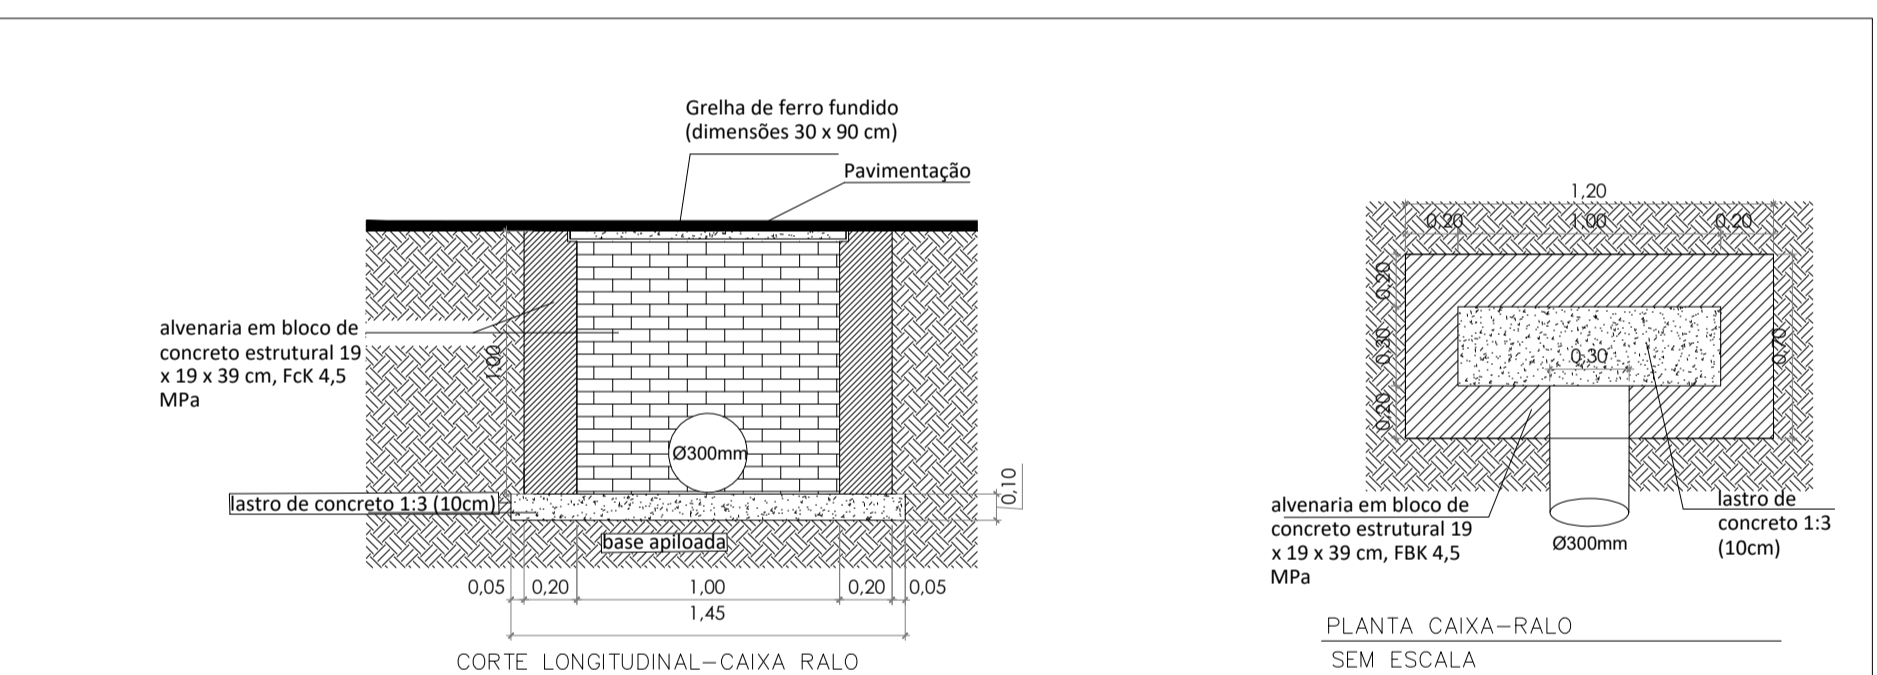 Grelha de ferro fundido
(dimensões 30 x 90 cm)
Pavimentação
alvenaria em bloco de
concreto estrutural 19
x 19 x 39 cm, FcK 4,5
MPa
1,00
Ø300mm
lastro de concreto 1:3 (10cm)
0,10
base apiloada
0,05
0,20
1,00
0,20
0,05
1,45
CORTE LONGITUDINAL-CAIXA RALO
1,20
0,20
1,00
0,20
0,20
0,30
0,20
0,70
0,30
alvenaria em bloco de
concreto estrutural 19
x 19 x 39 cm, FBK 4,5
MPa
Ø300mm
lastro de
concreto 1:3
(10cm)
PLANTA CAIXA-RALO
SEM ESCALA